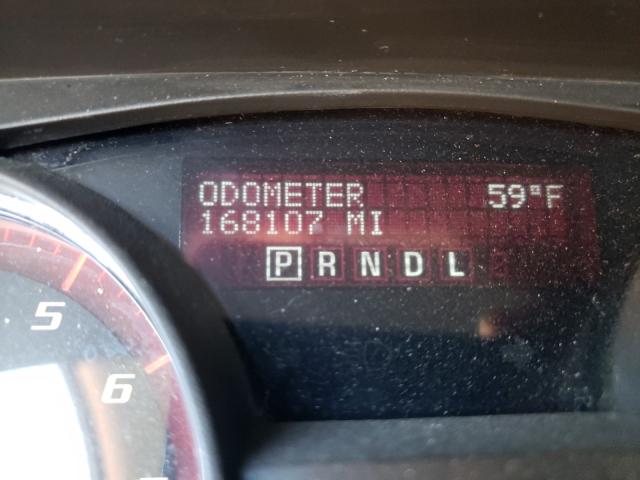 ODOMETER 59°F
168107 MI
P R N D L
5
6